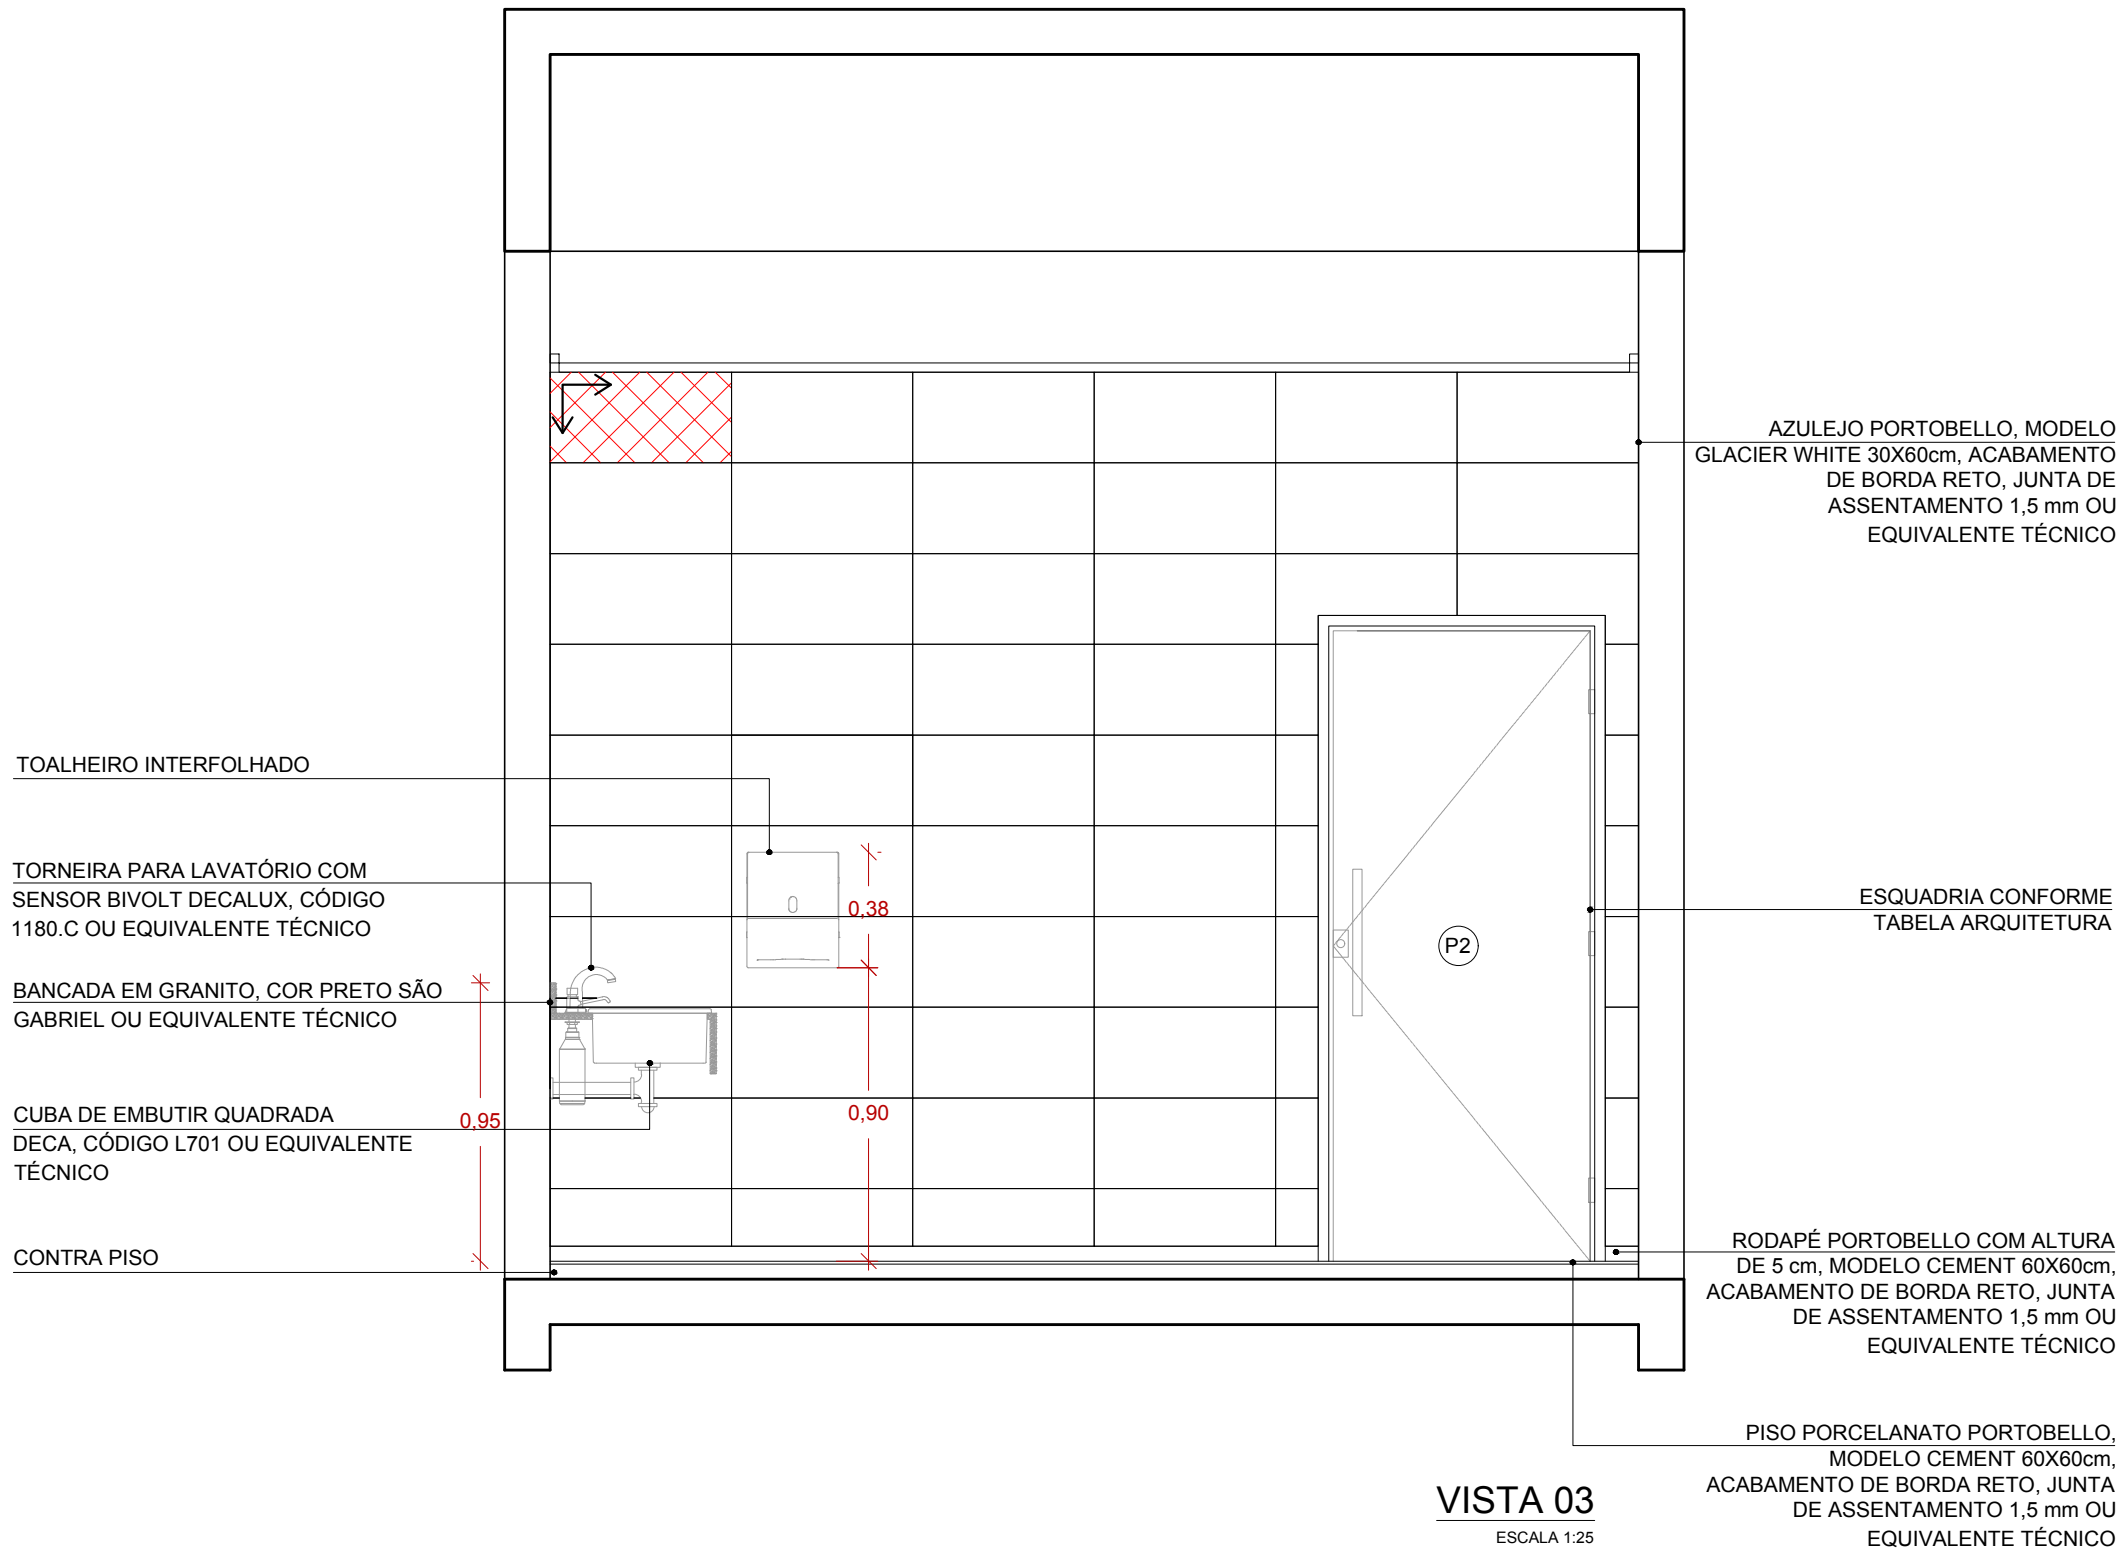 AZULEJO PORTOBELLO, MODELO
GLACIER WHITE 30X60cm, ACABAMENTO
DE BORDA RETO, JUNTA DE
ASSENTAMENTO 1,5 mm OU
EQUIVALENTE TÉCNICO
TOALHEIRO INTERFOLHADO
TORNEIRA PARA LAVATÓRIO COM
SENSOR BIVOLT DECALUX, CÓDIGO
1180.C OU EQUIVALENTE TÉCNICO
0,38
ESQUADRIA CONFORME
TABELA ARQUITETURA
P2
BANCADA EM GRANITO, COR PRETO SÃO
GABRIEL OU EQUIVALENTE TÉCNICO
CUBA DE EMBUTIR QUADRADA
DECA, CÓDIGO L701 OU EQUIVALENTE
TÉCNICO
0,95
0,90
CONTRA PISO
RODAPÉ PORTOBELLO COM ALTURA
DE 5 cm, MODELO CEMENT 60X60cm,
ACABAMENTO DE BORDA RETO, JUNTA
DE ASSENTAMENTO 1,5 mm OU
EQUIVALENTE TÉCNICO
PISO PORCELANATO PORTOBELLO,
MODELO CEMENT 60X60cm,
ACABAMENTO DE BORDA RETO, JUNTA
DE ASSENTAMENTO 1,5 mm OU
EQUIVALENTE TÉCNICO
VISTA 03
ESCALA 1:25